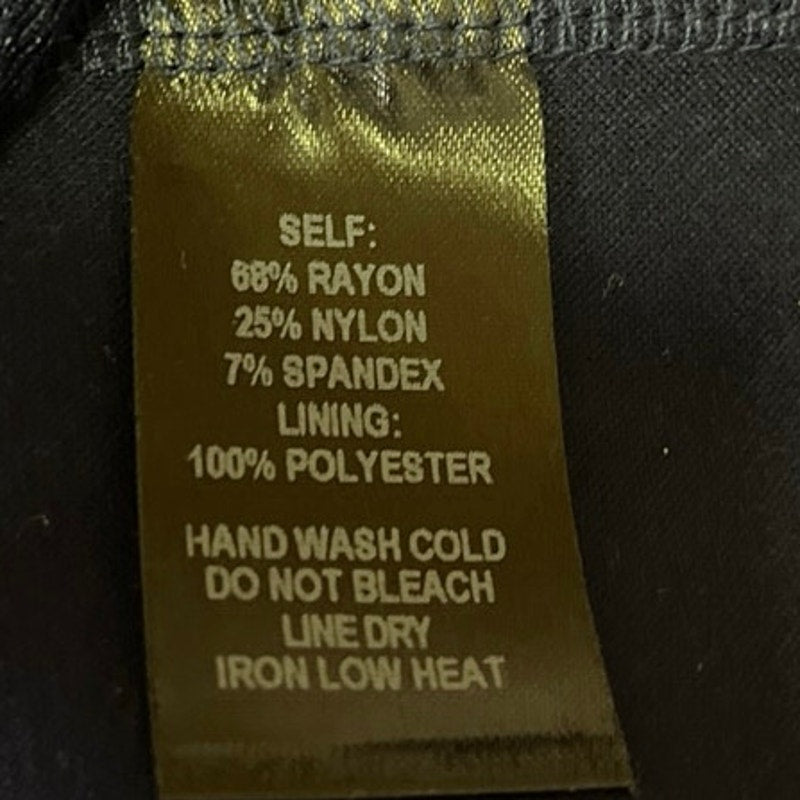 SELF:
68% RAYON
25% NYLON
7% SPANDEX
LINING:
100% POLYESTER
HAND WASH COLD
DO NOT BLEACH
LINE DRY
IRON LOW HEAT